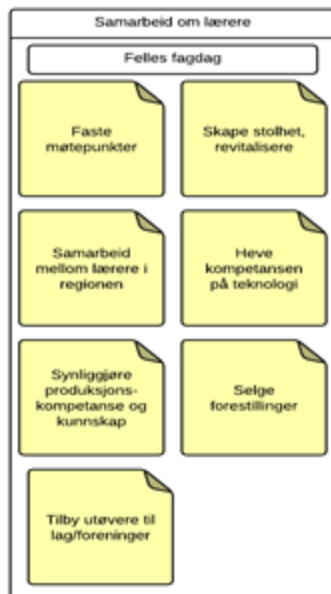 Samarbeid om lærere
Felles fagdag
Faste
møtepunkter
Skape stolhet,
revitalisere
Samarbeid
mellom lærere i
regionen
Heve
kompetansen
på teknologi
Synliggjøre
produksjons-
kompetanse og
kunnskap
Selge
forestillinger
Tilby utøvere til
lag/foreninger